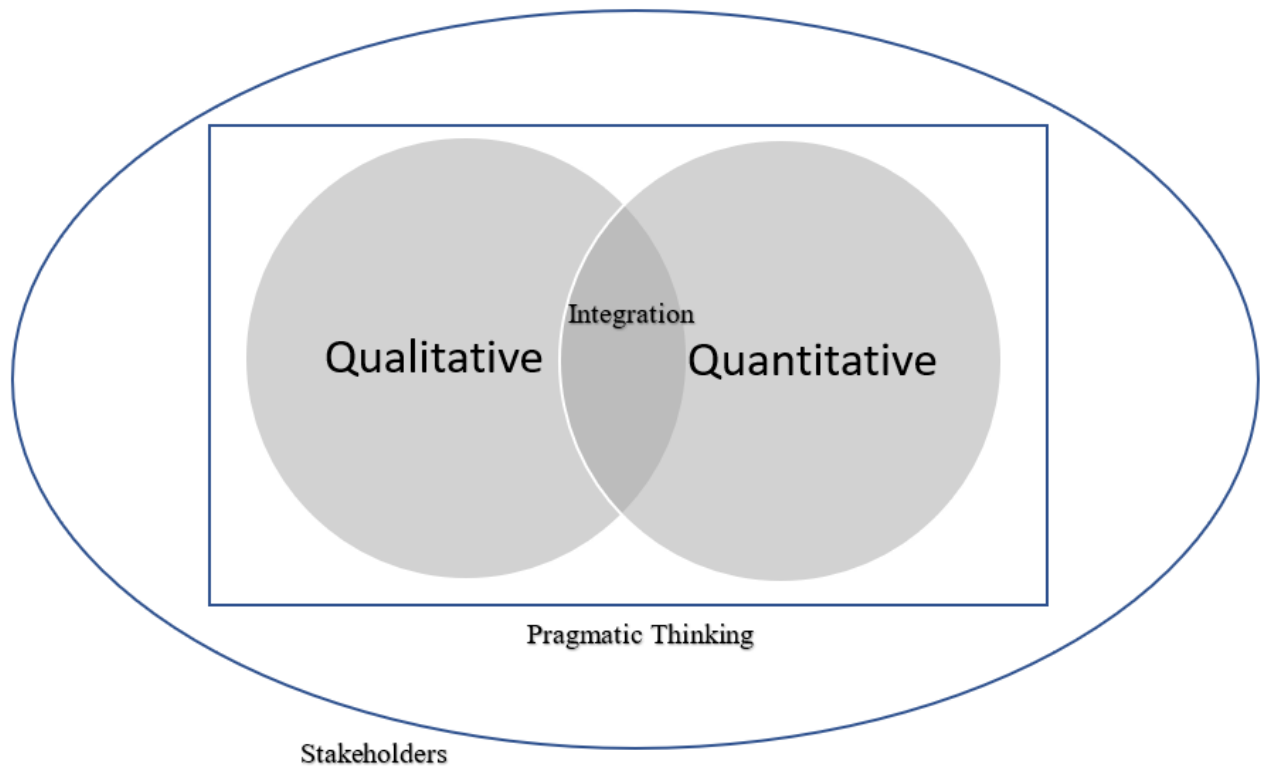 Integration
Qualitative
Quantitative
Pragmatic Thinking
Stakeholders